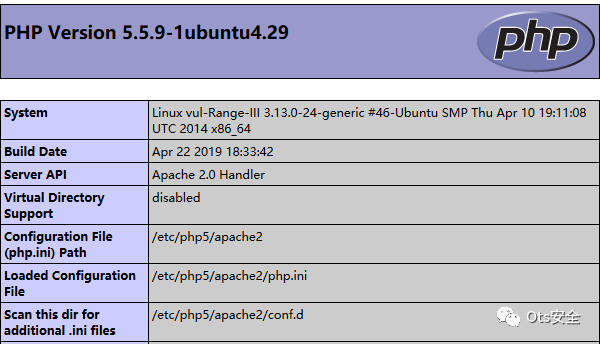 PHP Version 5.5.9-1ubuntu4.29
php
System
Linux vul-Range-III 3.13.0-24-generic #46-Ubuntu SMP Thu Apr 10 19:11:08
UTC 2014 x86_64
Build Date
Apr 22 2019 18:33:42
Server API
Apache 2.0 Handler
Virtual Directory
Support
disabled
Configuration File
(php.ini) Path
/etc/php5/apache2
Loaded Configuration
File
/etc/php5/apache2/php.ini
Scan this dir for
additional .ini files
/etc/php5/apache2/conf.d
Ots安全